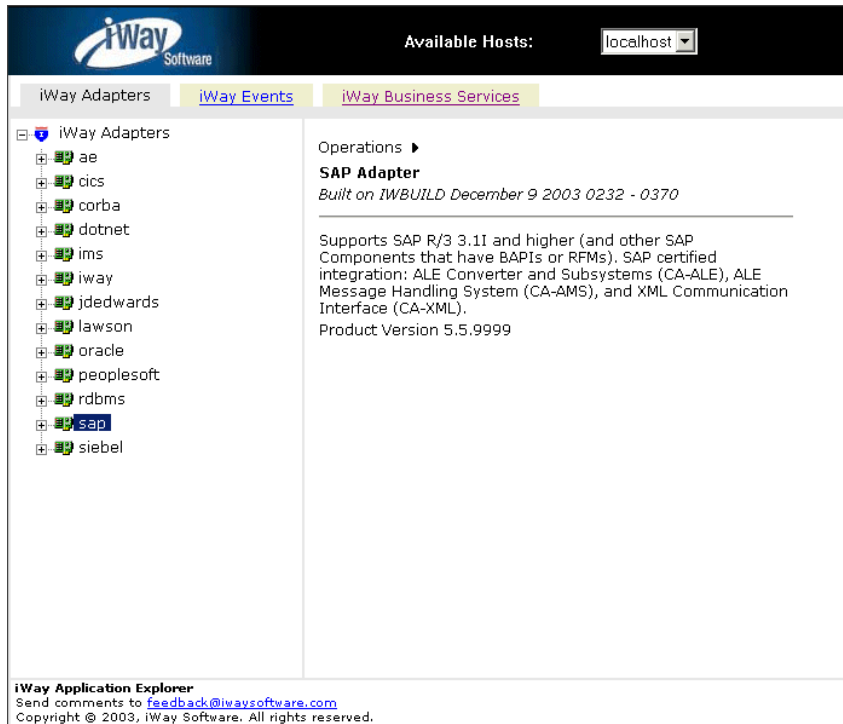 iWay
Software
Available Hosts:
localhost
iWay Adapters
iWay Events
iWay Business Services
iWay Adapters
ae
cics
corba
dotnet
ims
iway
jdedwards
lawson
oracle
peoplesoft
rdbms
sap
siebel
Operations
SAP Adapter
Built on IWBUILD December 9 2003 0232 - 0370
Supports SAP R/3 3.1I and higher (and other SAP
Components that have BAPIs or RFMs). SAP certified
integration: ALE Converter and Subsystems (CA-ALE), ALE
Message Handling System (CA-AMS), and XML Communication
Interface (CA-XML).
Product Version 5.5.9999
iWay Application Explorer
Send comments to feedback@iwaysoftware.com
Copyright © 2003, iWay Software. All rights reserved.